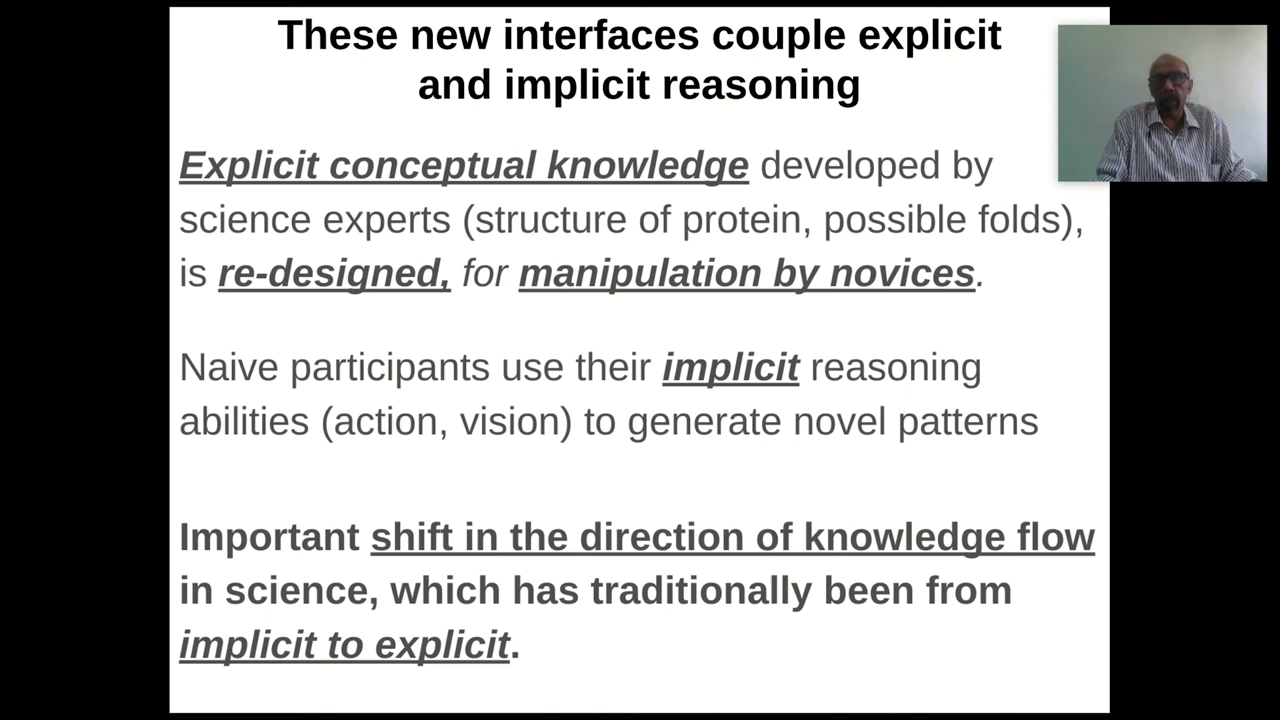 These new interfaces couple explicit
and implicit reasoning
Explicit conceptual knowledge developed by
science experts (structure of protein, possible folds),
is re-designed, for manipulation by novices.
Naive participants use their implicit reasoning
abilities (action, vision) to generate novel patterns
Important shift in the direction of knowledge flow
in science, which has traditionally been from
implicit to explicit.